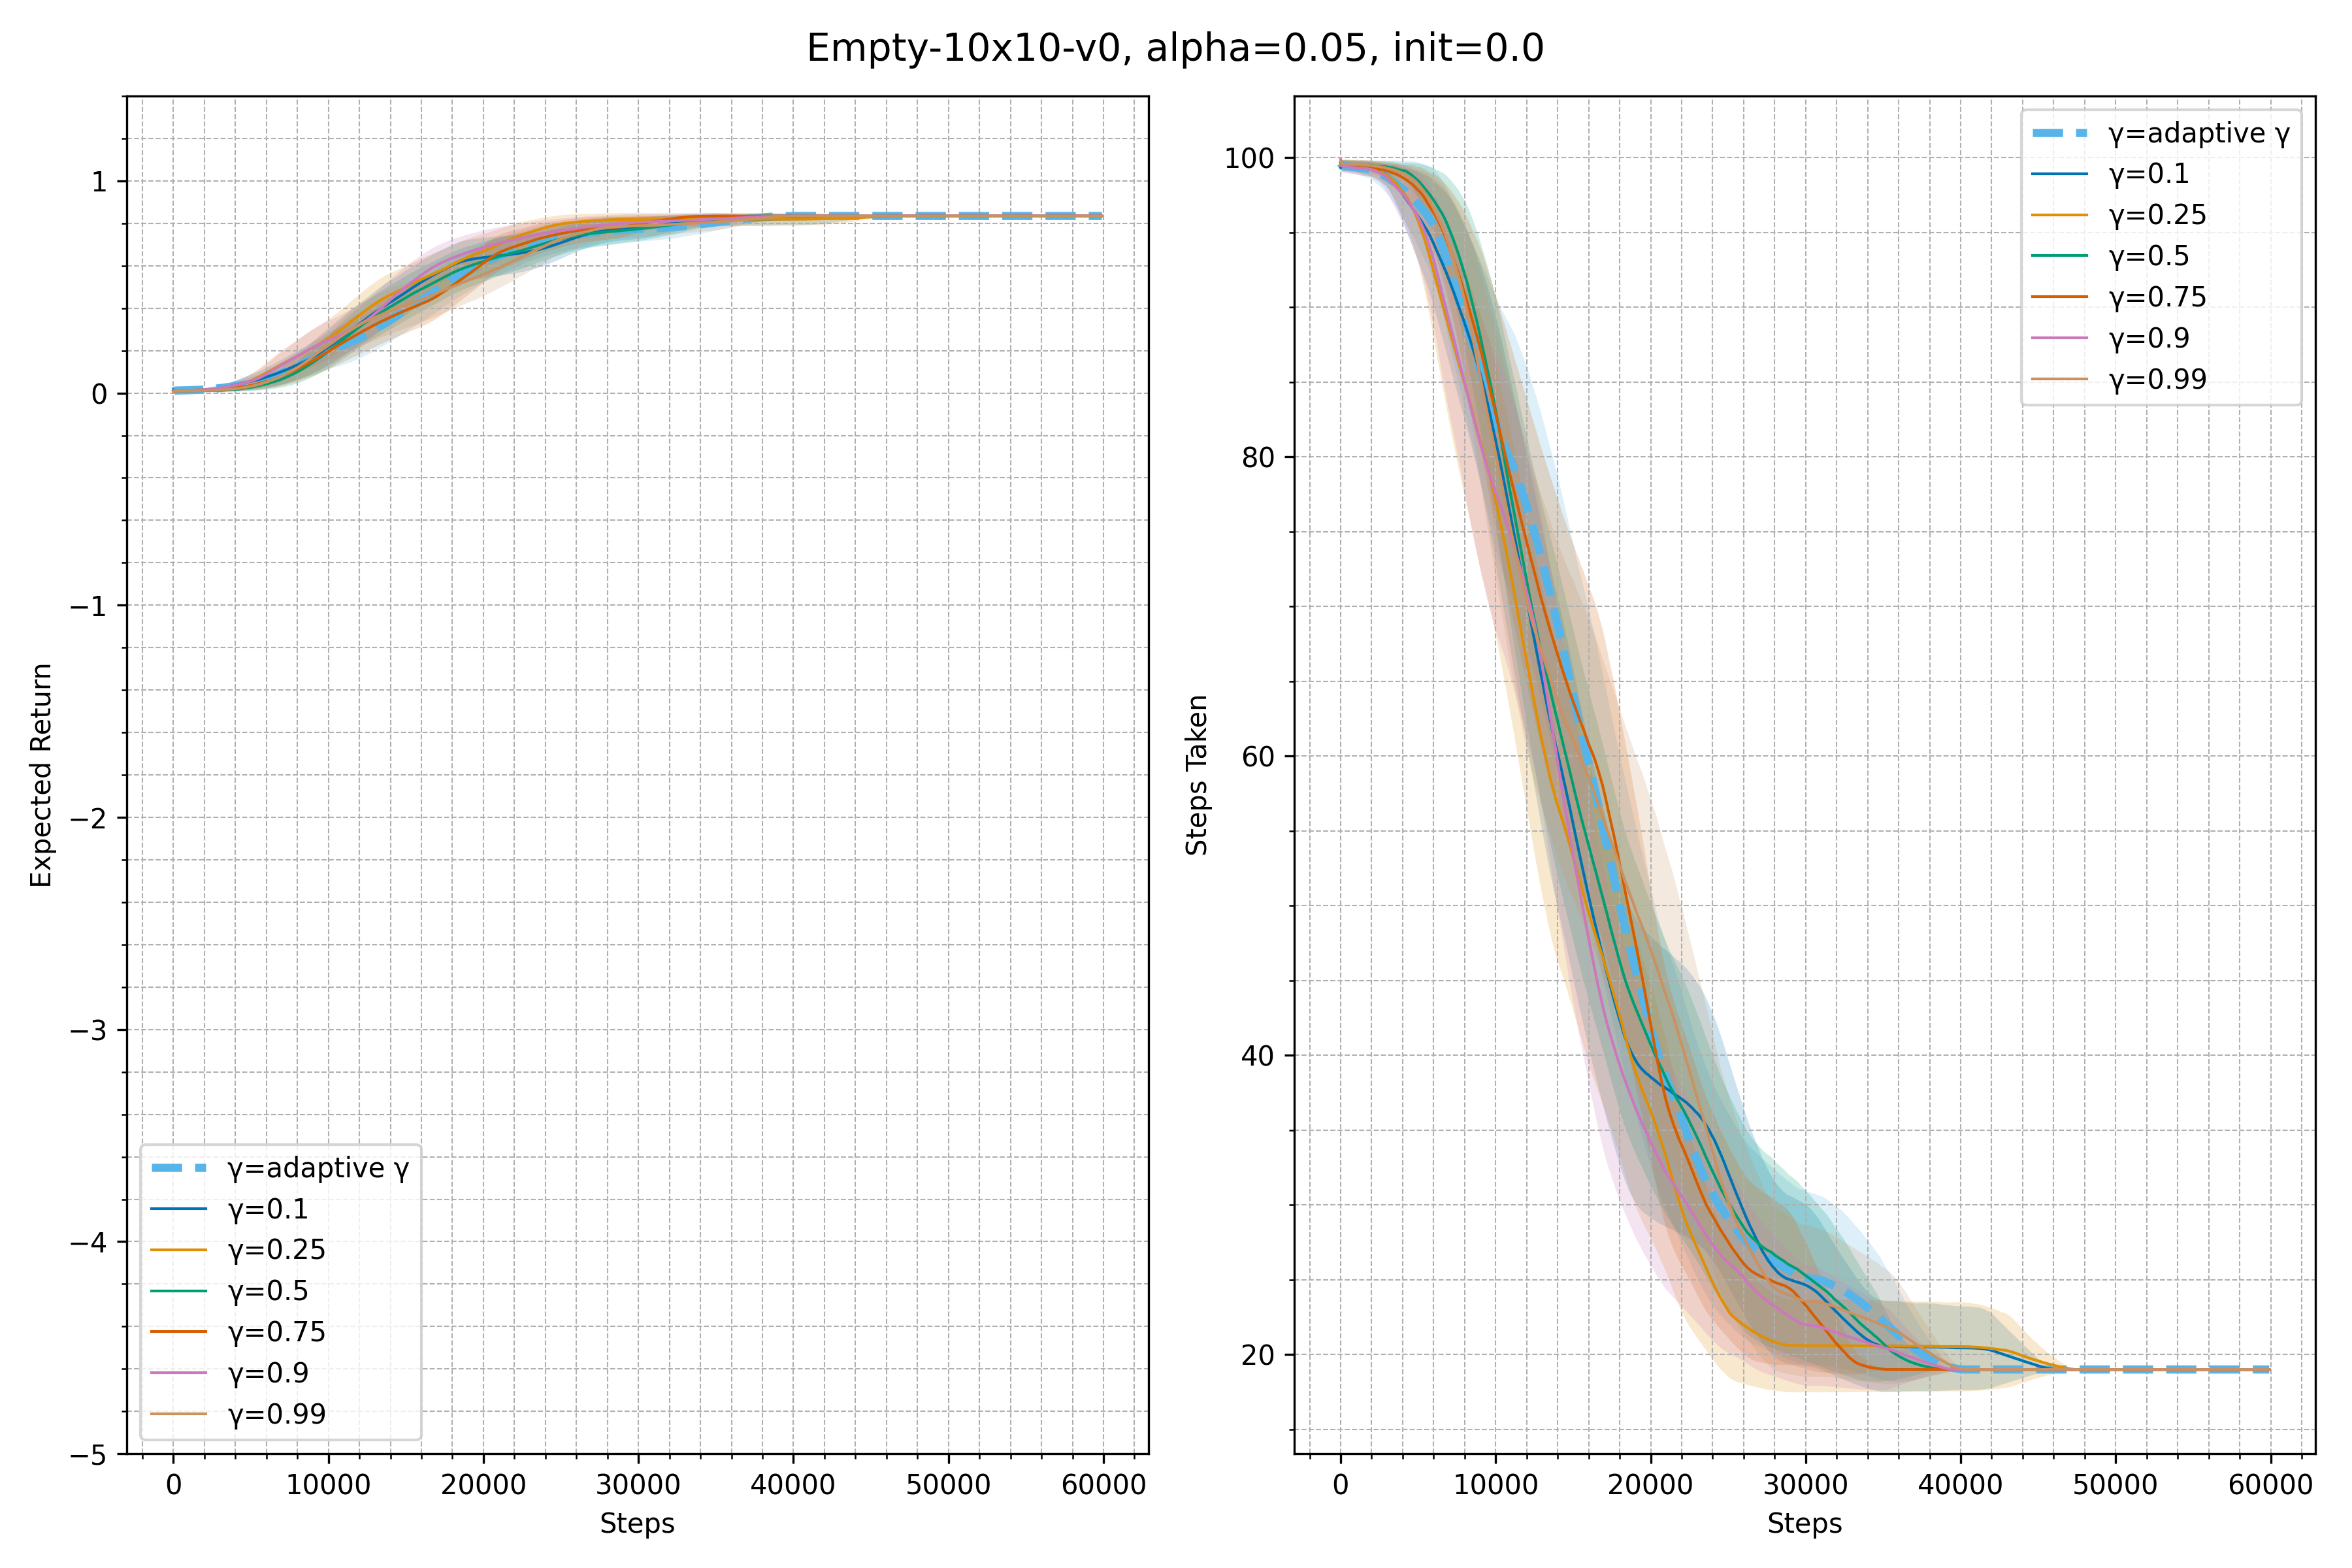 Empty-10x10-v0, alpha=0.05, init=0.0
Expected Return
1
0
−1
−2
−3
−4
−5
γ=adaptive γ
γ=0.1
γ=0.25
γ=0.5
γ=0.75
γ=0.9
γ=0.99
0 10000 20000 30000 40000 50000 60000
Steps
Steps Taken
100
80
60
40
20
γ=adaptive γ
γ=0.1
γ=0.25
γ=0.5
γ=0.75
γ=0.9
γ=0.99
0 10000 20000 30000 40000 50000 60000
Steps